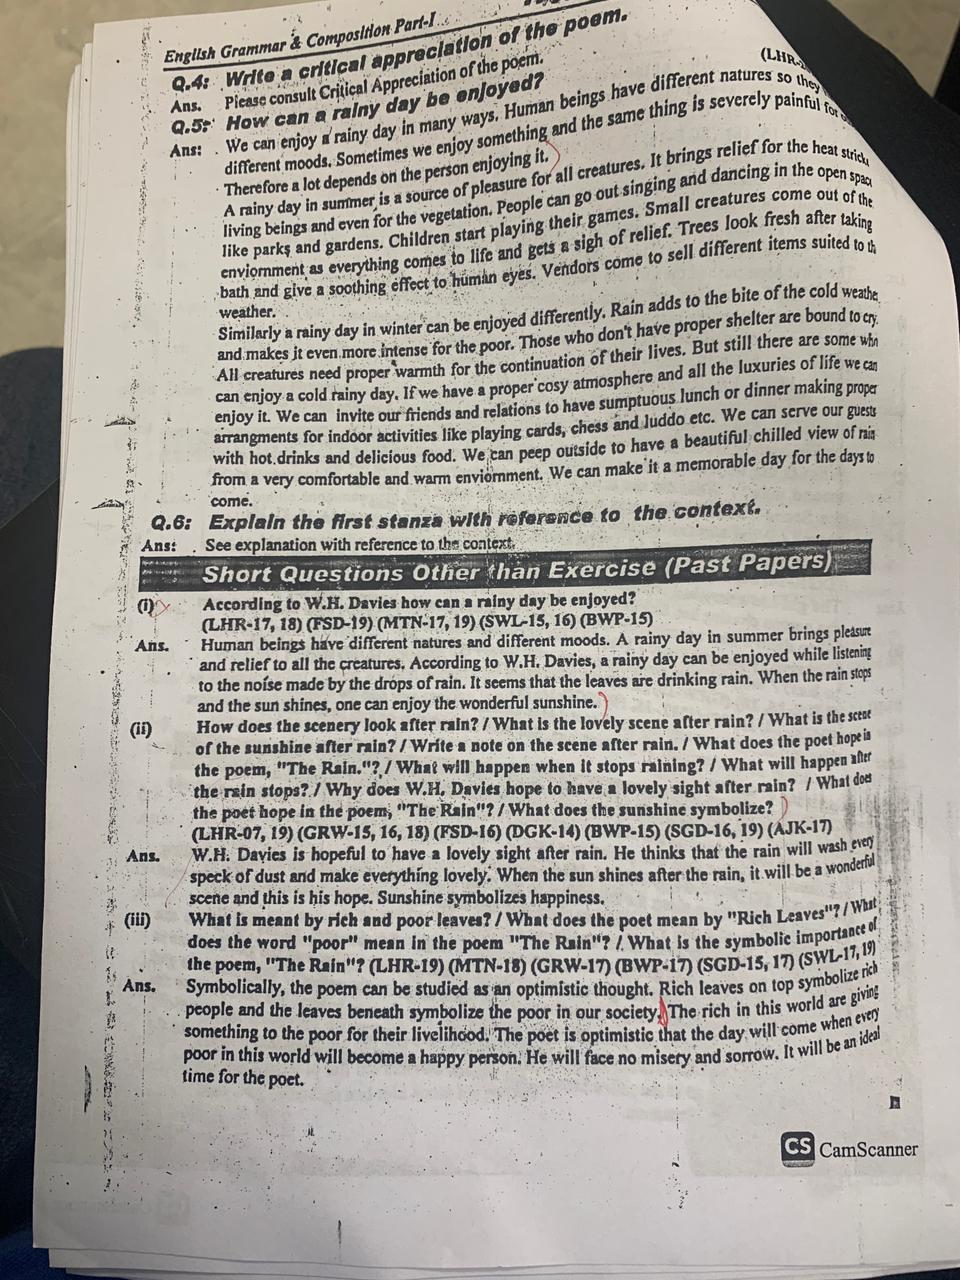 English Grammar & Composition Part-I
Q.4: Write a critical appreciation of the poem.
Ans. Please consult Critical Appreciation of the poem.
(LHR-
Q.5: How can a rainy day be enjoyed?
Ans: We can enjoy a rainy day in many ways. Human beings have different natures so they
different moods. Sometimes we enjoy something and the same thing is severely painful for
Therefore a lot depends on the person enjoying it.
A rainy day in summer is a source of pleasure for all creatures. It brings relief for the heat
living beings and even for the vegetation. People can go out singing and dancing in the open
like parks and gardens. Children start playing their games. Small creatures come out of the
enviornment as everything comes to life and gets a sigh of relief. Trees look fresh after taking
bath and give a soothing effect to human eyes. Vendors come to sell different items suited to
weather.
Similarly a rainy day in winter can be enjoyed differently. Rain adds to the bite of the cold
and makes it even more intense for the poor. Those who don't have proper shelter are bound to cry.
All creatures need proper warmth for the continuation of their lives. But still there are some who
can enjoy a cold rainy day. If we have a proper cosy atmosphere and all the luxuries of life we can
enjoy it. We can invite our friends and relations to have sumptuous lunch or dinner making proper
arrangments for indoor activities like playing cards, chess and luddo etc. We can serve our guests
with hot drinks and delicious food. We can peep outside to have a beautiful chilled view of rain
from a very comfortable and warm enviornment. We can make it a memorable day for the days to
come.
Q.6: Explain the first stanza with reference to the context.
Ans: See explanation with reference to the context.
Short Questions Other than Exercise (Past Papers)
(i) According to W.H. Davies how can a rainy day be enjoyed?
(LHR-17, 18) (FSD-19) (MTN-17, 19) (SWL-15, 16) (BWP-15)
Ans. Human beings have different natures and different moods. A rainy day in summer brings pleasure
and relief to all the creatures. According to W.H. Davies, a rainy day can be enjoyed while listening
to the noise made by the drops of rain. It seems that the leaves are drinking rain. When the rain stops
and the sun shines, one can enjoy the wonderful sunshine.
(ii) How does the scenery look after rain? / What is the lovely scene after rain? / What is the scene
of the sunshine after rain? / Write a note on the scene after rain. / What does the poet hope in
the poem, "The Rain."? / What will happen when it stops raining? / What will happen after
the rain stops? / Why does W.H. Davies hope to have a lovely sight after rain? / What does
the poet hope in the poem, "The Rain"? / What does the sunshine symbolize?
(LHR-07, 19) (GRW-15, 16, 18) (FSD-16) (DGK-14) (BWP-15) (SGD-16, 19) (AJK-17)
Ans. W.H. Davies is hopeful to have a lovely sight after rain. He thinks that the rain will wash every
speck of dust and make everything lovely. When the sun shines after the rain, it will be a wonderful
scene and this is his hope. Sunshine symbolizes happiness.
(iii) What is meant by rich and poor leaves? / What does the poet mean by "Rich Leaves"? / What
does the word "poor" mean in the poem "The Rain"? / What is the symbolic importance of
the poem, "The Rain"? (LHR-19) (MTN-18) (GRW-17) (BWP-17) (SGD-15, 17) (SWL-17, 19)
Ans. Symbolically, the poem can be studied as an optimistic thought. Rich leaves on top symbolize rich
people and the leaves beneath symbolize the poor in our society. The rich in this world are giving
something to the poor for their livelihood. The poet is optimistic that the day will come when every
poor in this world will become a happy person. He will face no misery and sorrow. It will be an ideal
time for the poet.
CS CamScanner